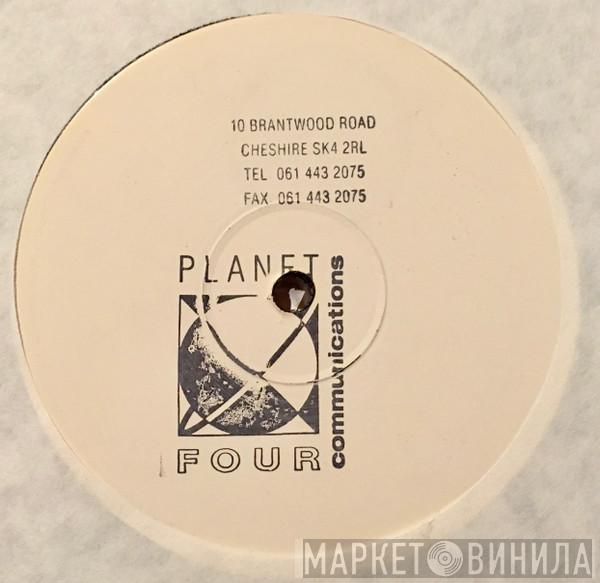 10 BRANTWOOD ROAD
CHESHIRE SK4 2RL
TEL 061 443 2075
FAX 061 443 2075
PLANET
communications
FOUR
МАРКЕТ ВИНИЛА